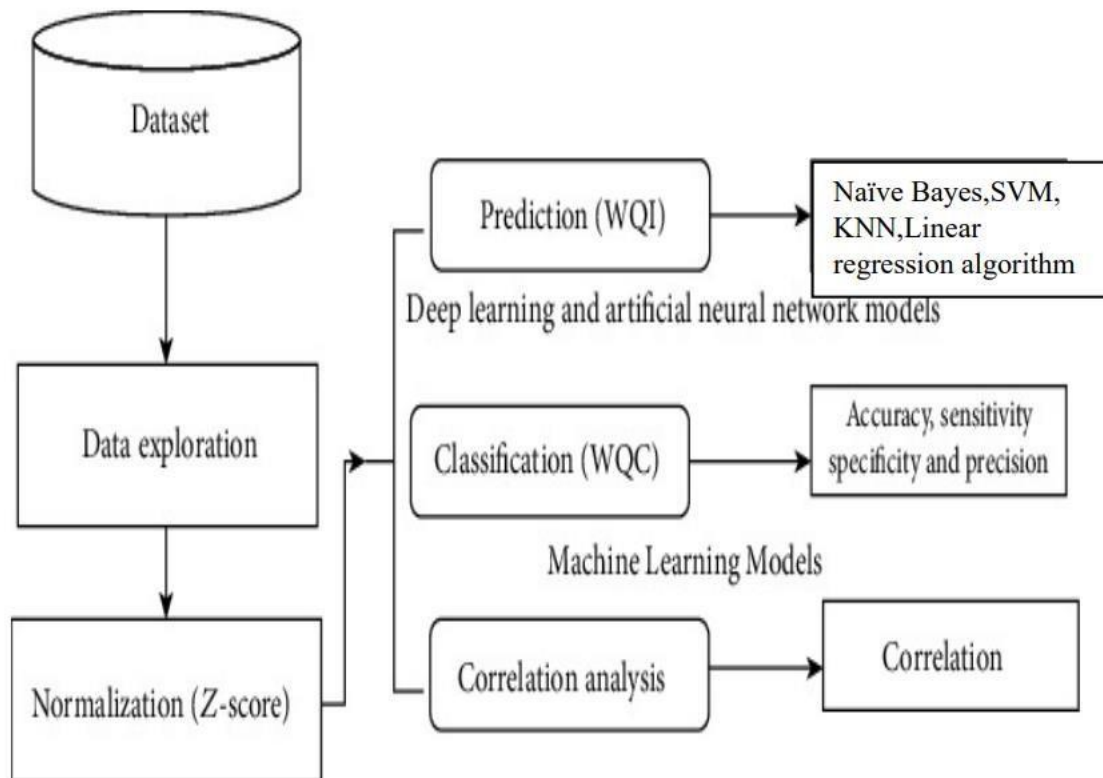 Dataset
Data exploration
Normalization (Z-score)
Prediction (WQI)
Naïve Bayes,SVM,
KNN,Linear
regression algorithm
Deep learning and artificial neural network models
Classification (WQC)
Accuracy, sensitivity
specificity and precision
Machine Learning Models
Correlation analysis
Correlation